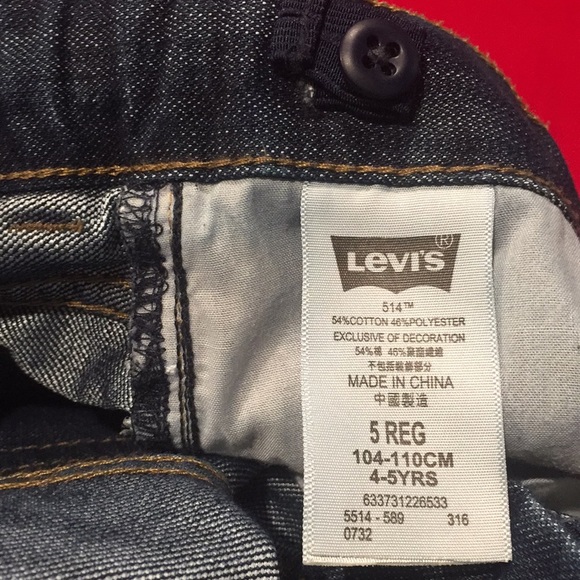 Levi's®
514™
54%COTTON 46%POLYESTER
EXCLUSIVE OF DECORATION
54%棉 46%聚酯纖維
不包括裝飾部分
MADE IN CHINA
中國製造
5 REG
104-110CM
4-5YRS
633731226533
5514 - 589 316
0732